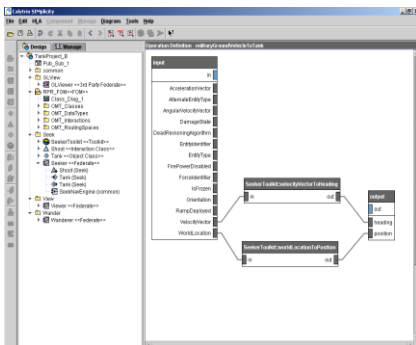 Calytrix SIMplicity
File Edit HLA Component Manage Diagram Tools Help
Design LL Manage
TankProject_B
Pub_Sub_1
common
GLView
GLViewer <<3rd Party Federate>>
RPR_FOM<<FOM>>
Class_Diag_1
OMT_Classes
OMT_DataTypes
OMT_Interactions
OMT_RoutingSpaces
Seek
SeekerToolkit <<Toolkit>>
Shoot <<Interaction Class>>
Tank <<Object Class>>
Seeker <<Federate>>
Shoot (Seek)
Tank (Seek)
Tank (Seek)
SeekNavEngine (common)
View
Viewer <<Federate>>
Wander
Wanderer <<Federate>>
Operation Definition - militaryGroundVehicleToTank
input
in
AccelerationVector
AlternateEntityType
AngularVelocityVector
DamageState
DeadReckoningAlgorithm
EntityIdentifier
EntityType
FirePowerDisabled
ForceIdentifier
IsFrozen
Orientation
RampDeployed
VelocityVector
WorldLocation
SeekerToolkit:velocityVectorToHeading
in out
SeekerToolkit:worldLocationToPosition
in out
output
out
heading
position